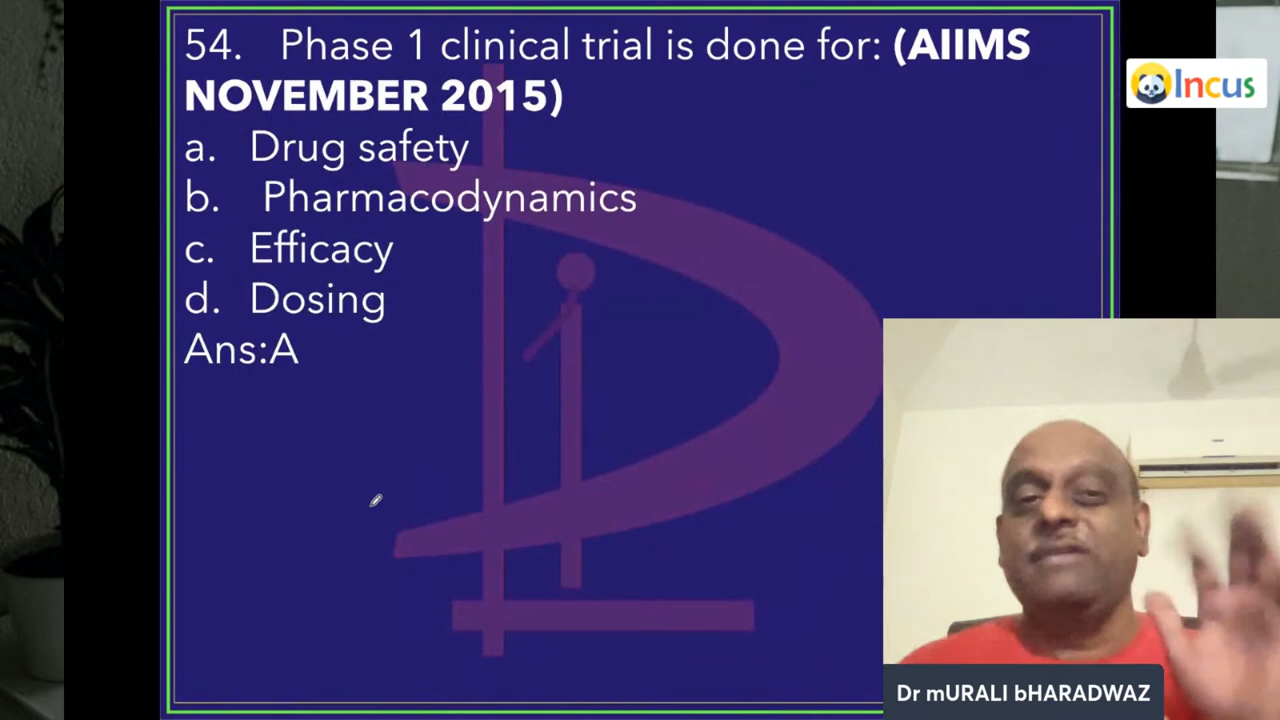 54. Phase 1 clinical trial is done for: (AIIMS
NOVEMBER 2015)
a. Drug safety
b. Pharmacodynamics
c. Efficacy
d. Dosing
Ans:A
Incus
Dr mURALI bHARADWAZ